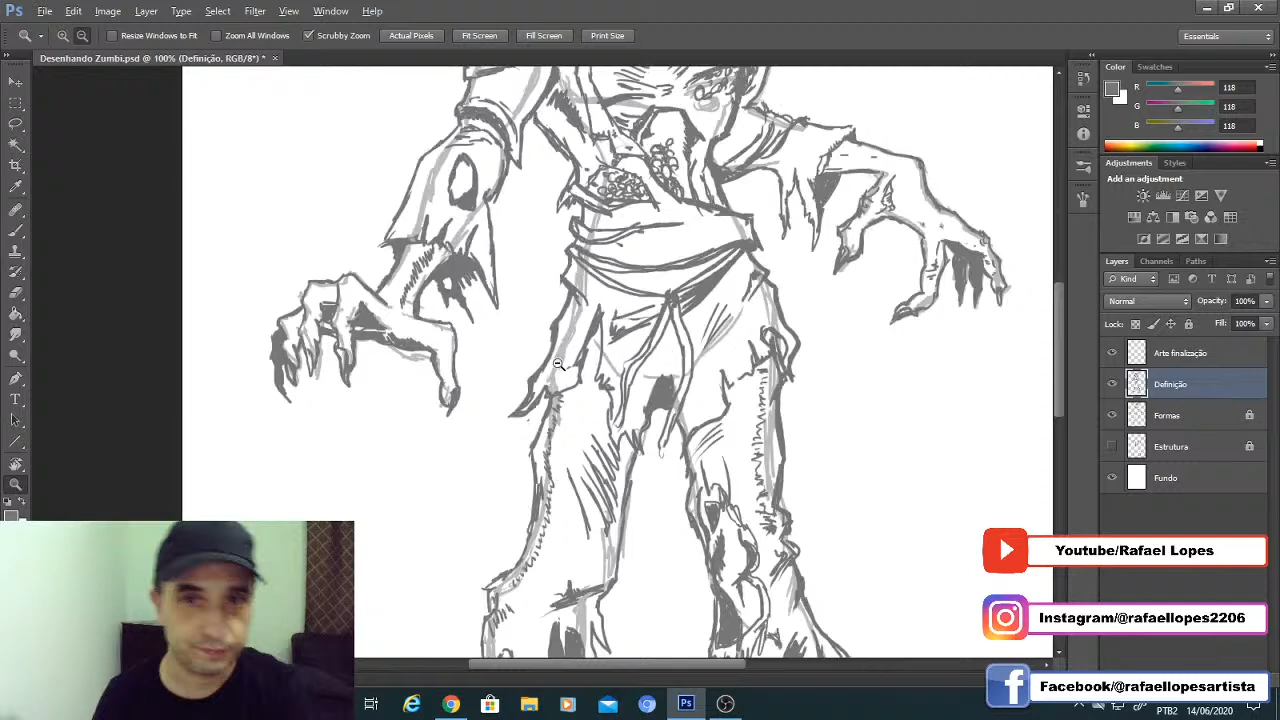 Ps File Edit Image Layer Type Select Filter View Window Help
Resize Windows to Fit Zoom All Windows Scrubby Zoom Actual Pixels Fit Screen Fill Screen Print Size Essentials
Desenhando Zumbi.psd @ 100% (Definição, RGB/8*) * ×
Color Swatches
R 118
G 118
B 118
Adjustments Styles
Add an adjustment
Layers Channels Paths
Kind
Normal Opacity: 100%
Lock: Fill: 100%
Arte finalização
Definição
Formas
Estrutura
Fundo
Youtube/Rafael Lopes
Instagram/@rafaellopes2206
Facebook/@rafaellopesartista
Ps
PTB2 14/06/2020